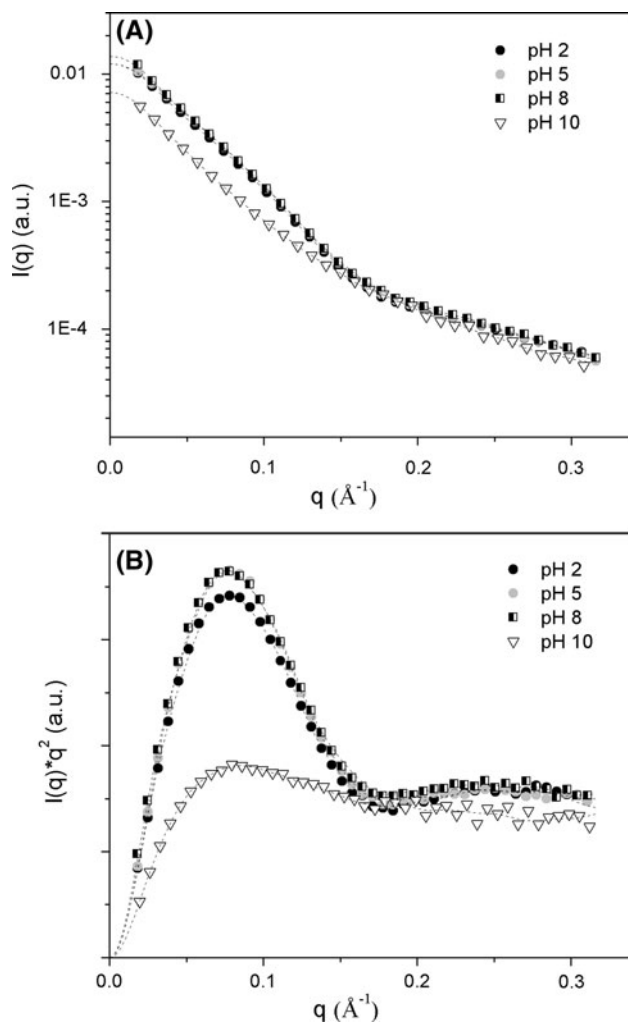 (A)
pH 2
pH 5
pH 8
pH 10
0.01
1E-3
1E-4
I(q) (a.u.)
0.0 0.1 0.2 0.3
q (Å⁻¹)
(B)
pH 2
pH 5
pH 8
pH 10
I(q)*q² (a.u.)
0.0 0.1 0.2 0.3
q (Å⁻¹)